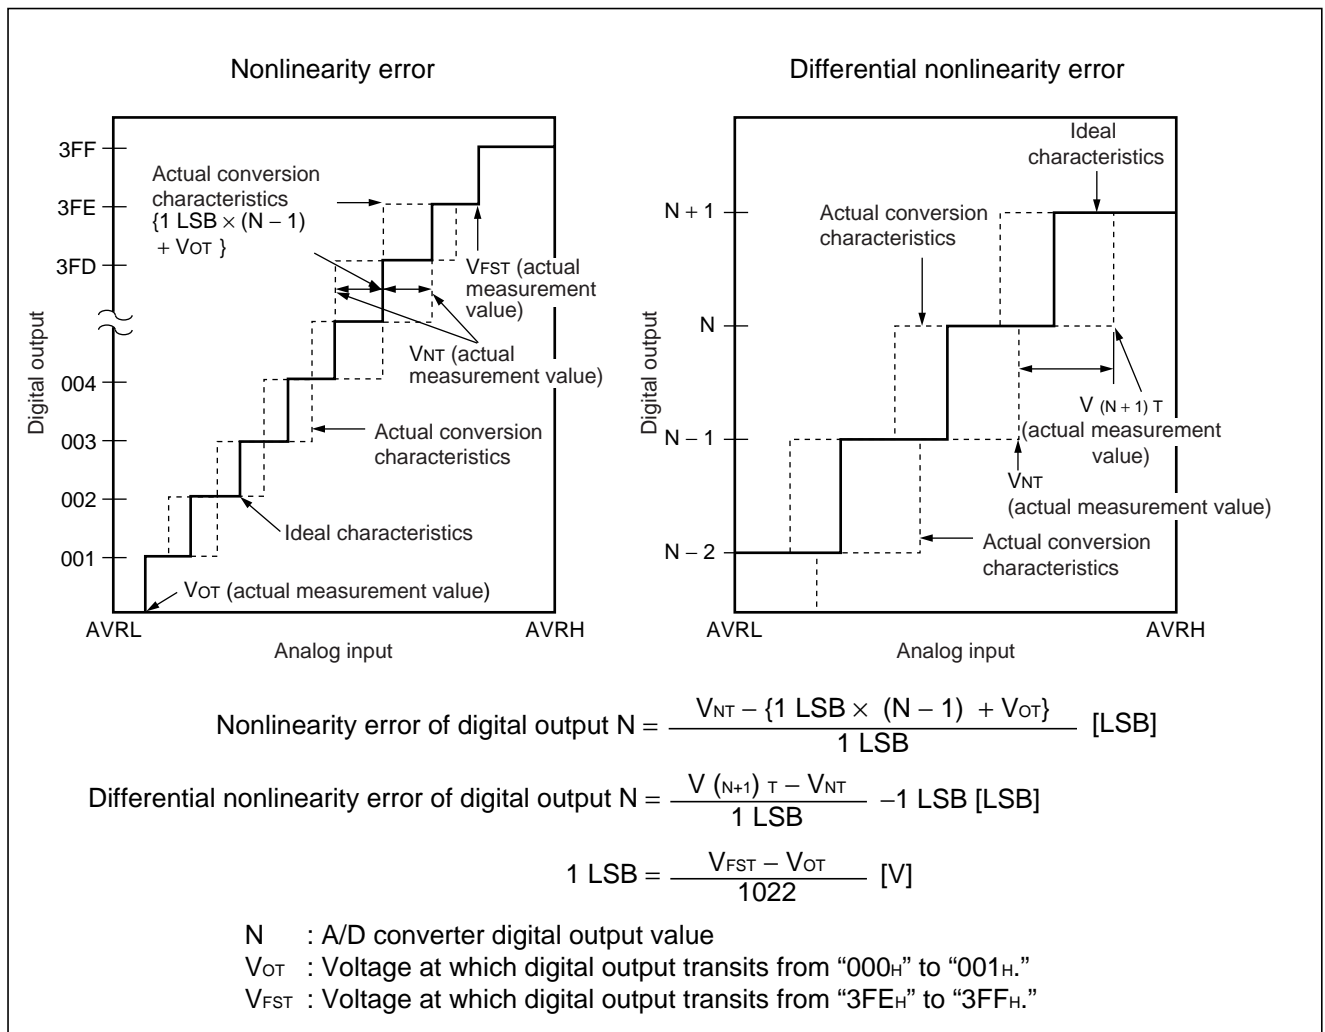 Nonlinearity error
3FF
3FE
3FD
004
003
002
001
Digital output
Actual conversion
characteristics
{1 LSB × (N − 1)
+ VOT }
VFST (actual
measurement
value)
VNT (actual
measurement value)
Actual conversion
characteristics
Ideal characteristics
VOT (actual measurement value)
AVRL
AVRH
Analog input
Differential nonlinearity error
Ideal
characteristics
N + 1
N
N − 1
N − 2
Digital output
Actual conversion
characteristics
V (N + 1) T
(actual measurement
value)
VNT
(actual measurement value)
Actual conversion
characteristics
AVRL
AVRH
Analog input
Nonlinearity error of digital output N = VNT − {1 LSB × (N − 1) + VOT} / 1 LSB [LSB]
Differential nonlinearity error of digital output N = V (N+1) T − VNT / 1 LSB −1 LSB [LSB]
1 LSB = VFST − VOT / 1022 [V]
N : A/D converter digital output value
VOT : Voltage at which digital output transits from “000H” to “001H.”
VFST : Voltage at which digital output transits from “3FEH” to “3FFH.”